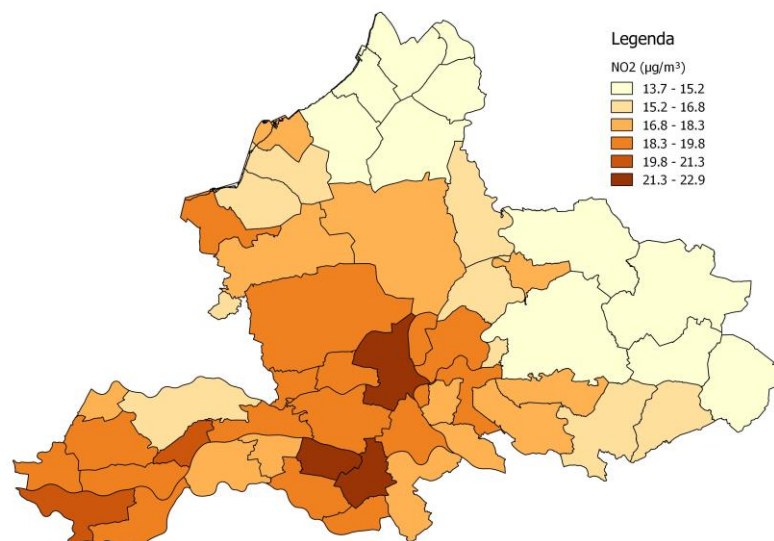 Legenda
NO2 (µg/m³)
13.7 - 15.2
15.2 - 16.8
16.8 - 18.3
18.3 - 19.8
19.8 - 21.3
21.3 - 22.9